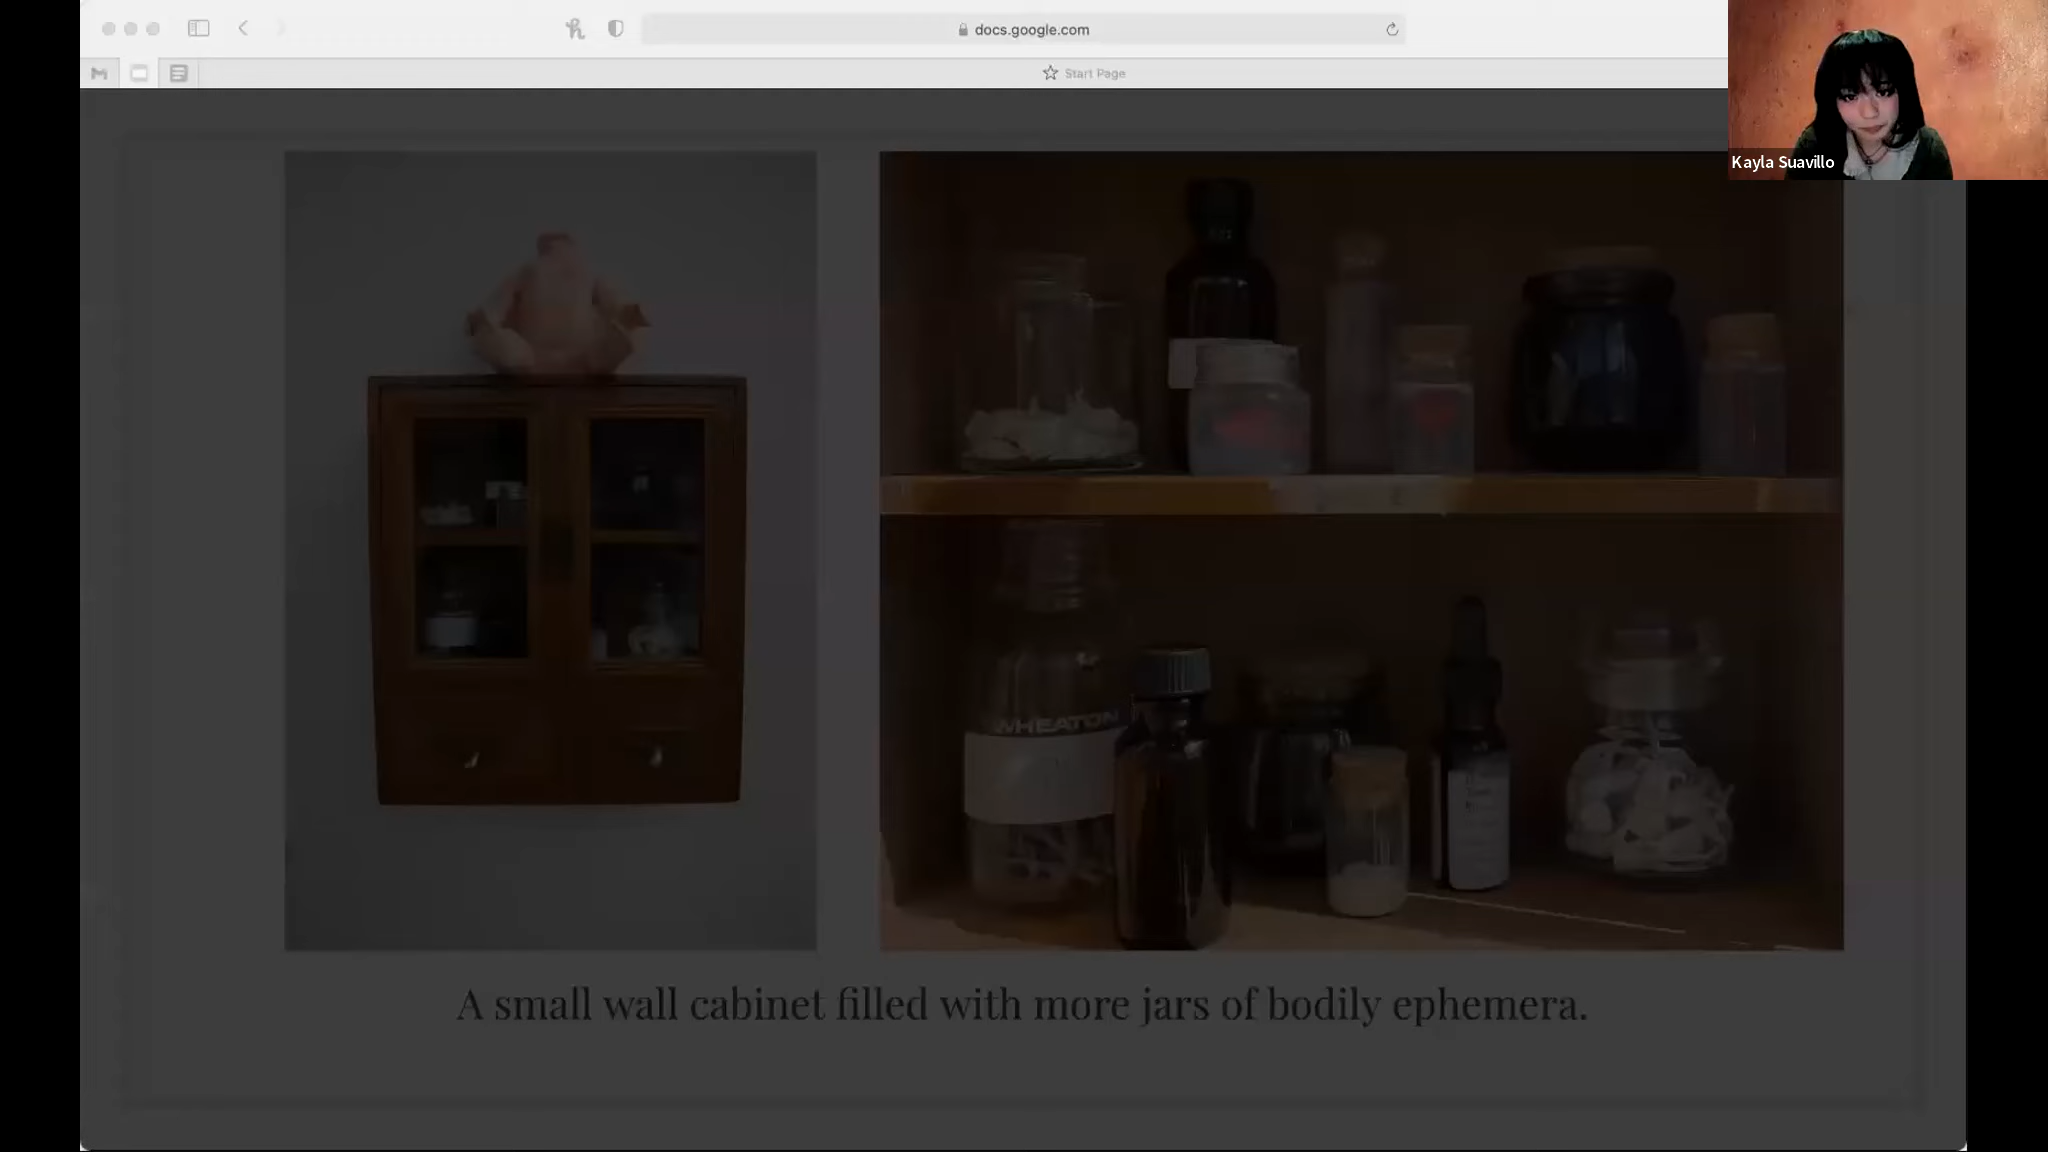 docs.google.com
Start Page
Kayla Suavillo
WHEATON
A small wall cabinet filled with more jars of bodily ephemera.